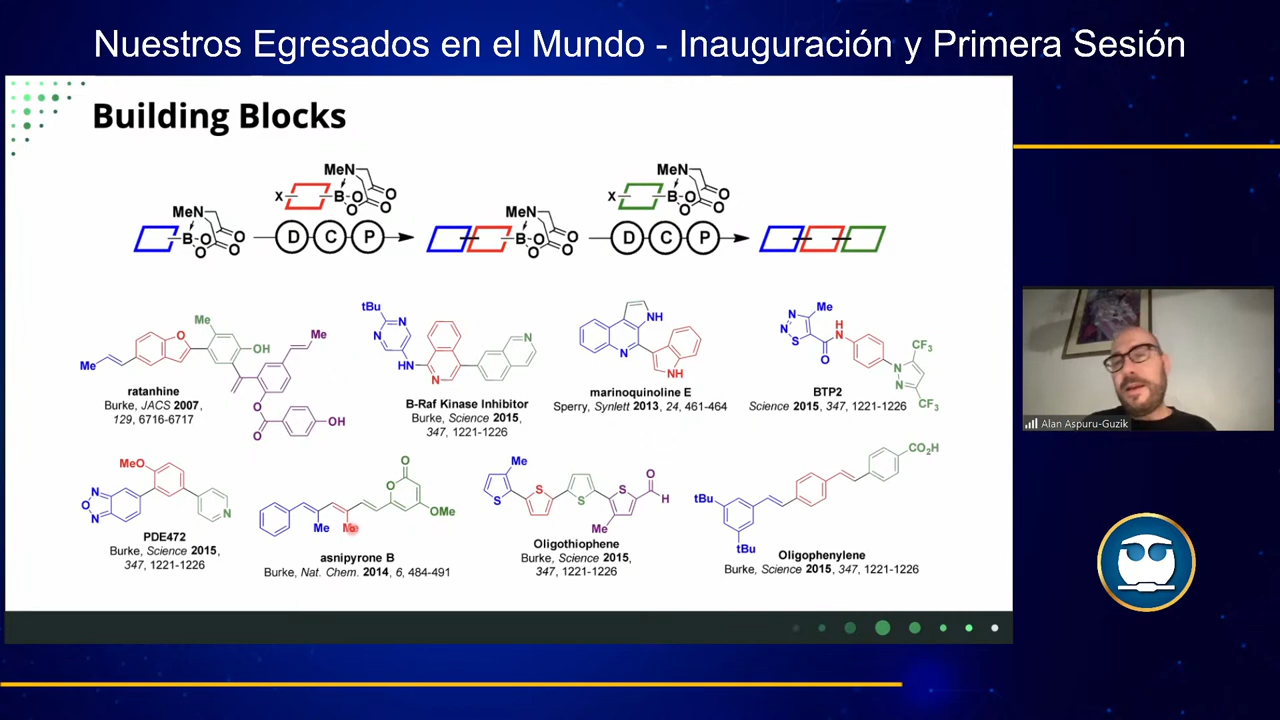 Nuestros Egresados en el Mundo - Inauguración y Primera Sesión
Building Blocks
MeN
B
O
O
O
O
D
C
P
X
MeN
B
O
O
O
O
MeN
B
O
O
O
O
D
C
P
X
MeN
B
O
O
O
O
Me
Me
O
OH
Me
O
O
OH
ratanhine
Burke, JACS 2007,
129, 6716-6717
tBu
N
N
HN
N
N
B-Raf Kinase Inhibitor
Burke, Science 2015,
347, 1221-1226
NH
N
NH
marinoquinoline E
Sperry, Synlett 2013, 24, 461-464
Me
N
N
S
O
H
N
N
N
CF3
CF3
BTP2
Science 2015, 347, 1221-1226
MeO
N
O
N
N
PDE472
Burke, Science 2015,
347, 1221-1226
O
O
OMe
Me
Me
asnipyrone B
Burke, Nat. Chem. 2014, 6, 484-491
Me
S
S
S
S
O
H
Me
Oligothiophene
Burke, Science 2015,
347, 1221-1226
CO2H
tBu
tBu
Oligophenylene
Burke, Science 2015, 347, 1221-1226
Alan Aspuru-Guzik